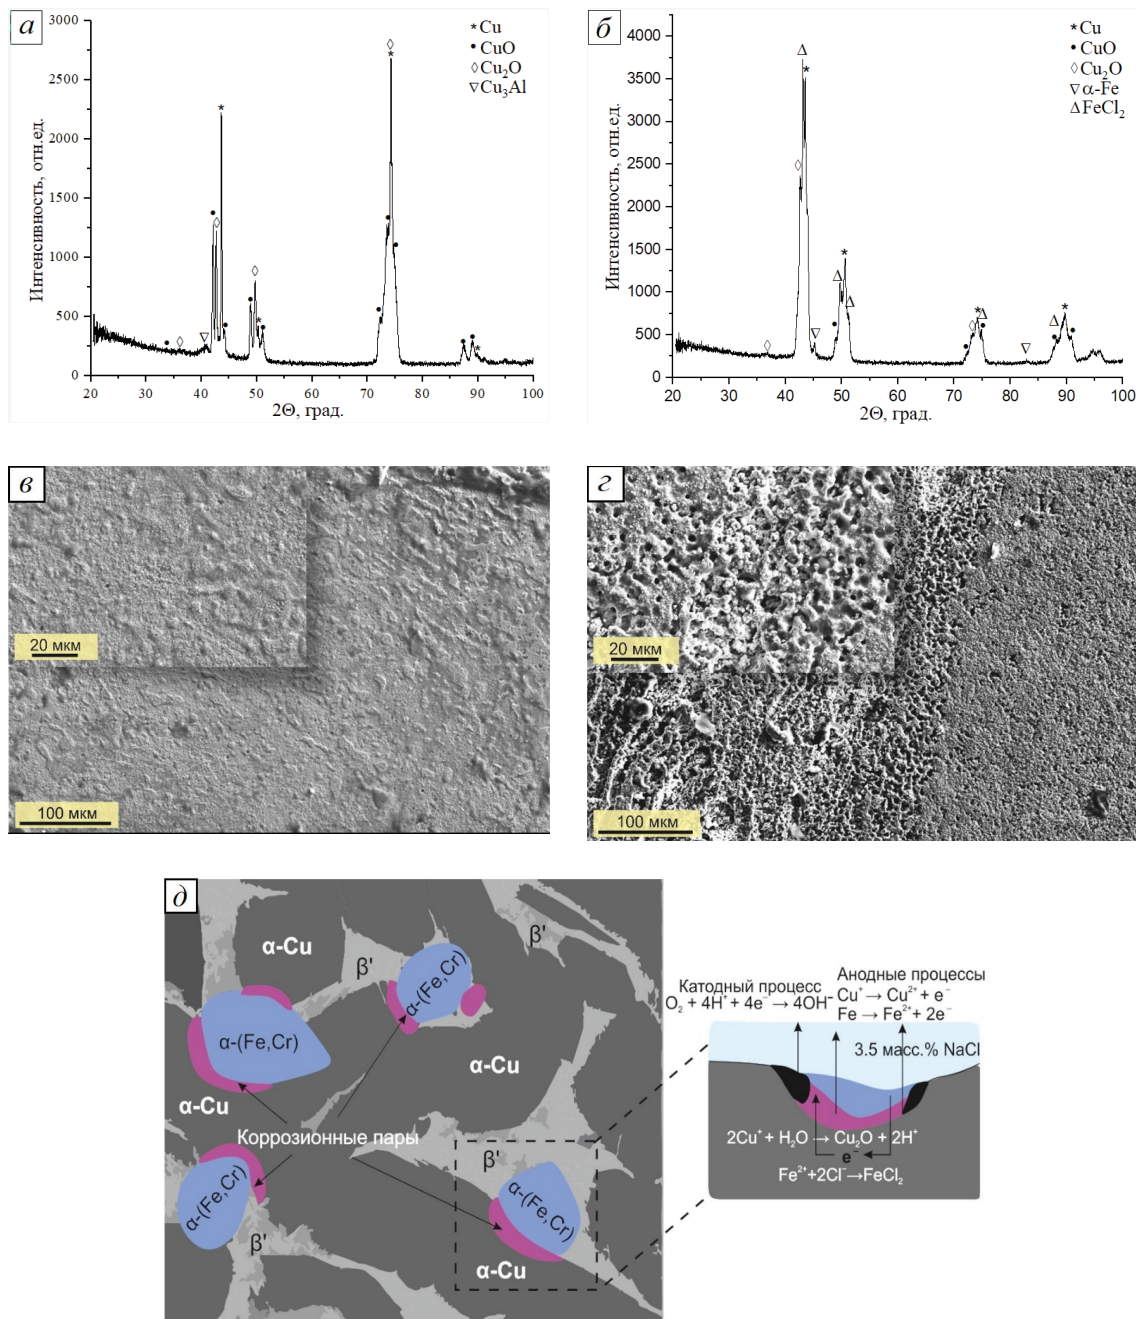 а
3000
2500
2000
1500
1000
500
0
20 30 40 50 60 70 80 90 100
2Θ, град.
Интенсивность, отн.ед.
* Cu
• CuO
◊ Cu₂O
▽ Cu₃Al
б
4000
3500
3000
2500
2000
1500
1000
500
0
20 30 40 50 60 70 80 90 100
2Θ, град.
Интенсивность, отн.ед.
* Cu
• CuO
◊ Cu₂O
▽ α-Fe
Δ FeCl₂
в
20 мкм
100 мкм
г
20 мкм
100 мкм
д
α-Cu
β'
β'
α-(Fe,Cr)
α-(Fe,Cr)
α-Cu
α-Cu
Коррозионные пары
β'
α-(Fe,Cr)
α-(Fe,Cr)
β'
α-Cu
Катодный процесс
O₂ + 4H⁺ + 4e⁻ → 4OH⁻
Анодные процессы
Cu⁺ → Cu²⁺ + e⁻
Fe → Fe²⁺ + 2e⁻
3.5 масс.% NaCl
2Cu⁺ + H₂O → Cu₂O + 2H⁺
e⁻
Fe²⁺+2Cl⁻→FeCl₂